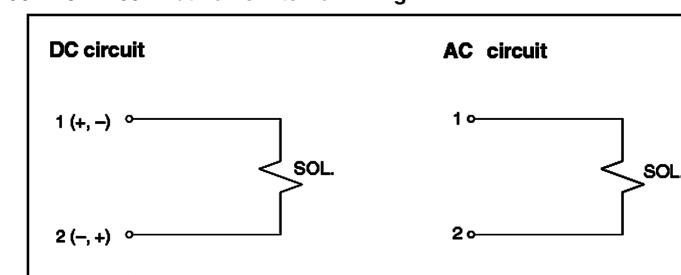 DC circuit
AC circuit
1 (+, –)
SOL.
2 (–, +)
1
SOL.
2